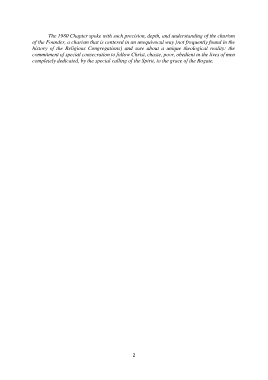 The 1980 Chapter spoke with such precision, depth, and understanding of the charism
of the Founder, a charism that is centered in an unequivocal way [not frequently found in the
history of the Religious Congregations] and sure about a unique theological reality: the
commitment of special consecration to follow Christ, chaste, poor, obedient in the lives of men
completely dedicated, by the special calling of the Spirit, to the grace of the Rogate.
2